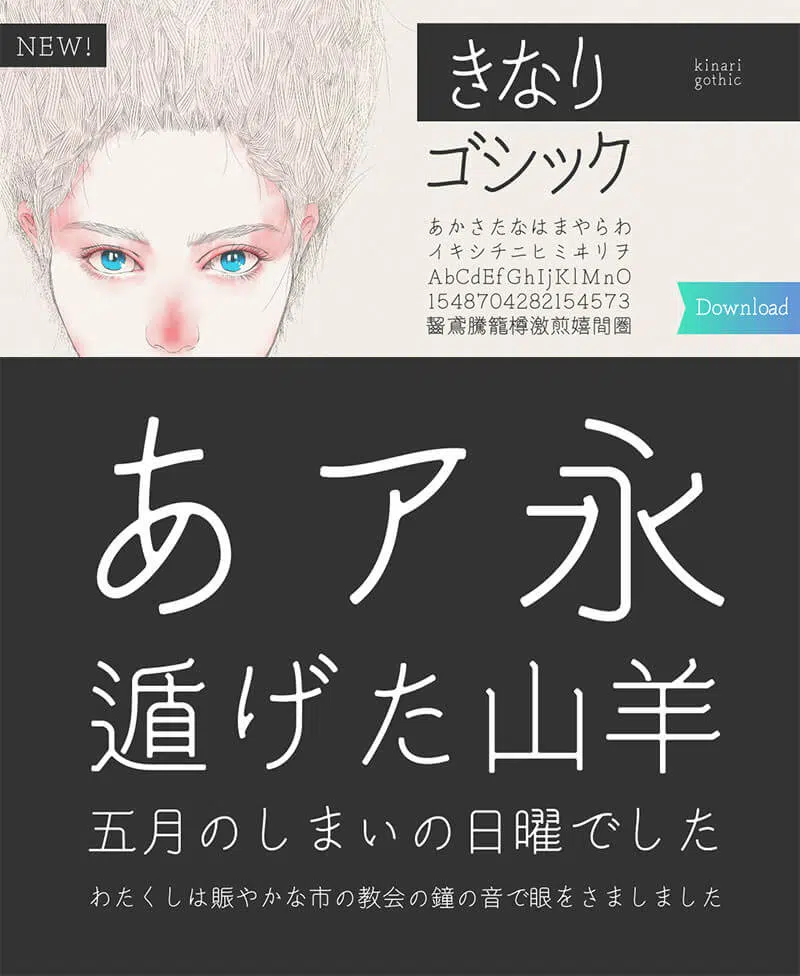 NEW!
きなり
kinari
gothic
ゴシック
あかさたなはまやらわ
イキシチニヒミヰリヲ
AbCdEfGhIjKlMnO
15487042821 54573
齧鳶騰籠樽激煎嬉間圏
Download
あア永
遁げた山羊
五月のしまいの日曜でした
わたくしは賑やかな市の教会の鐘の音で眼をさましました